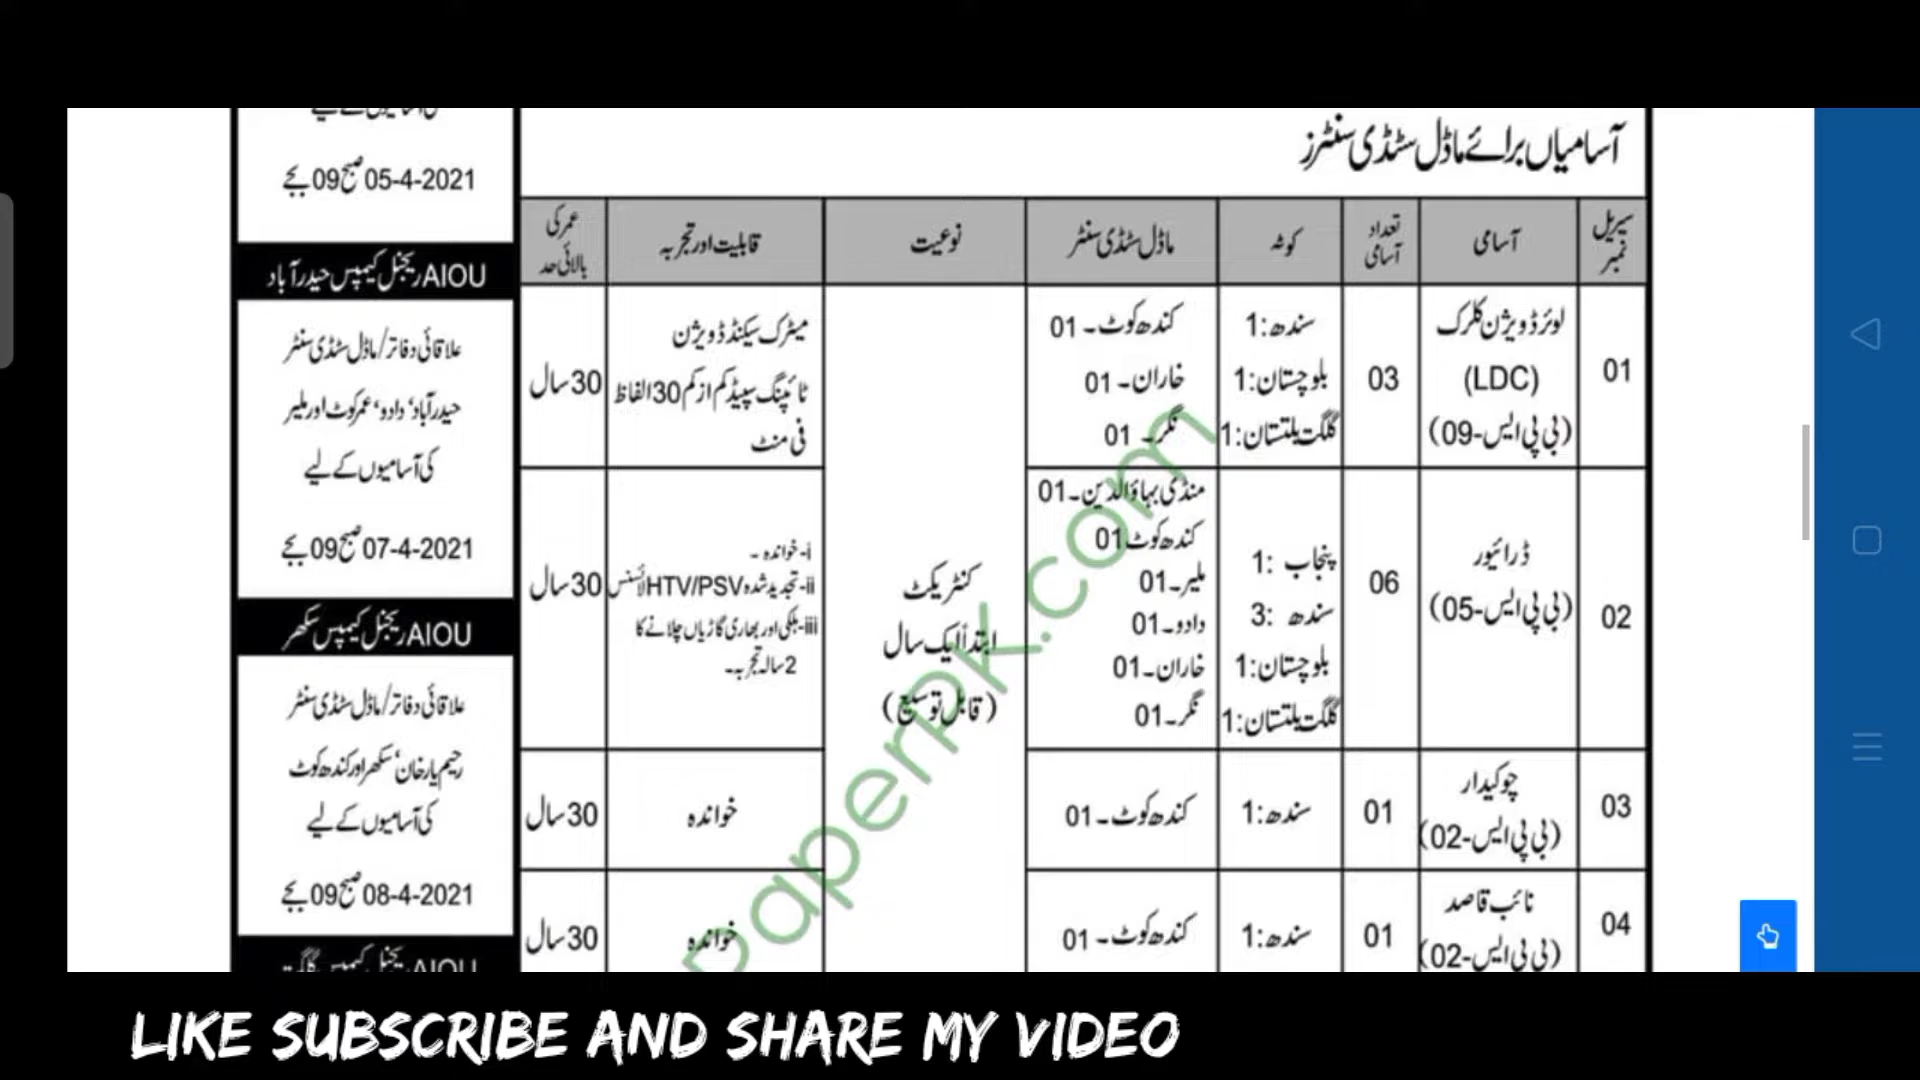 آسامیاں برائے ماڈل سٹڈی سنٹرز
سیریل نمبر
آسامی
تعداد آسامی
کوٹہ
ماڈل سٹڈی سنٹر
نوعیت
قابلیت اور تجربہ
عمر کی بالائی حد
01
لوئر ڈویژن کلرک
(LDC)
(بی پی ایس-09)
03
سندھ:1
بلوچستان:1
گلگت بلتستان:1
کندھ کوٹ۔01
خاران۔01
نگر۔01
میٹرک سیکنڈ ڈویژن
ٹائپنگ سپیڈ کم از کم 30 الفاظ
فی منٹ
30 سال
02
ڈرائیور
(بی پی ایس-05)
06
پنجاب :1
سندھ :3
بلوچستان:1
گلگت بلتستان:1
منڈی بہاؤالدین۔01
کندھ کوٹ01
ملیر۔01
دادو۔01
خاران۔01
نگر۔01
کنٹریکٹ
ابتدأ ایک سال
(قابل توسیع)
i-خواندہ۔
ii-تجدید شدہ HTV/PSV لائسنس
iii-ہلکی اور بھاری گاڑیاں چلانے کا
2 سالہ تجربہ۔
30 سال
03
چوکیدار
(بی پی ایس-02)
01
سندھ:1
کندھ کوٹ۔01
خواندہ
30 سال
04
نائب قاصد
(بی پی ایس-02)
01
سندھ:1
کندھ کوٹ۔01
خواندہ
30 سال
05-4-2021 صبح 09 بجے
AIOU ریجنل کیمپس حیدرآباد
علاقائی دفاتر/ماڈل سٹڈی سنٹر
حیدرآباد' دادو' عمرکوٹ اور ملیر
کی آسامیوں کے لیے
07-4-2021 صبح 09 بجے
AIOU ریجنل کیمپس سکھر
علاقائی دفاتر/ماڈل سٹڈی سنٹر
رحیم یار خان' سکھر اور کندھ کوٹ
کی آسامیوں کے لیے
08-4-2021 صبح 09 بجے
AIOU ریجنل کیمپس گلگت
paperPK.com
LIKE SUBSCRIBE AND SHARE MY VIDEO